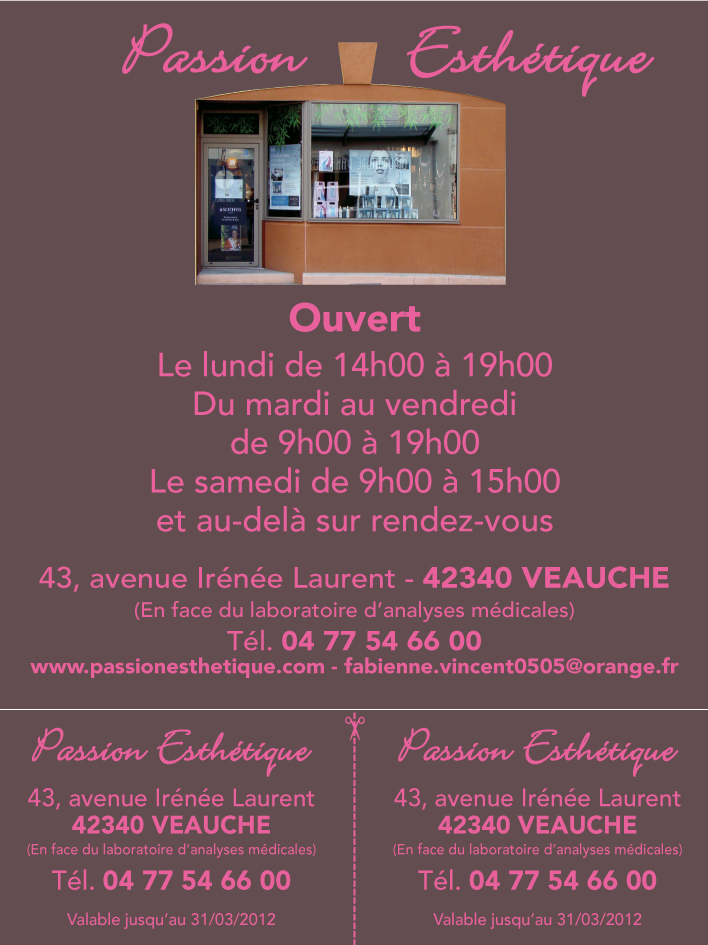 Passion Esthétique
SOTHYS
Ouvert
Le lundi de 14h00 à 19h00
Du mardi au vendredi
de 9h00 à 19h00
Le samedi de 9h00 à 15h00
et au-delà sur rendez-vous
43, avenue Irénée Laurent - 42340 VEAUCHE
(En face du laboratoire d’analyses médicales)
Tél. 04 77 54 66 00
www.passionesthetique.com - fabienne.vincent0505@orange.fr
Passion Esthétique
43, avenue Irénée Laurent
42340 VEAUCHE
(En face du laboratoire d’analyses médicales)
Tél. 04 77 54 66 00
Valable jusqu’au 31/03/2012
Passion Esthétique
43, avenue Irénée Laurent
42340 VEAUCHE
(En face du laboratoire d’analyses médicales)
Tél. 04 77 54 66 00
Valable jusqu’au 31/03/2012